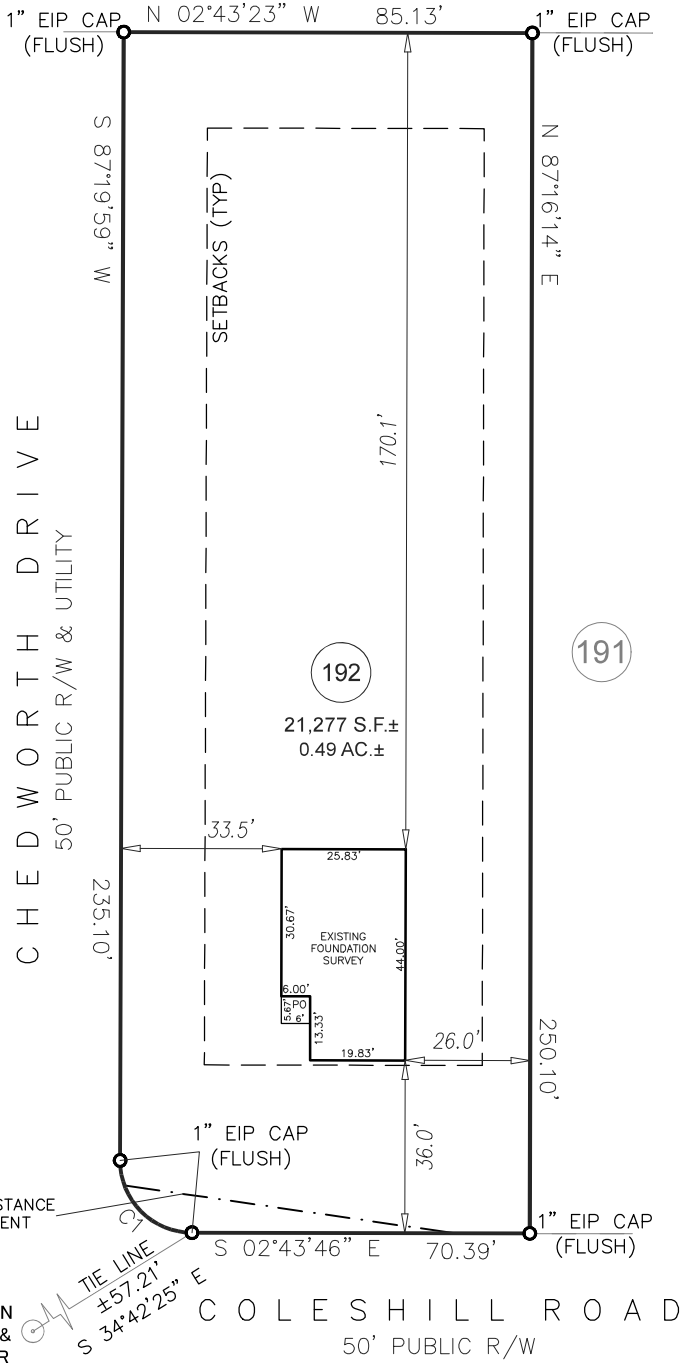 N 02°43'23" W 85.13'
1" EIP CAP
(FLUSH)
1" EIP CAP
(FLUSH)
S 87°19'59" W
N 87°16'14" E
SETBACKS (TYP)
170.1'
CHEDWORTH DRIVE
50' PUBLIC R/W & UTILITY
192
21,277 S.F.±
0.49 AC.±
191
33.5'
25.83'
30.67'
EXISTING
FOUNDATION
SURVEY
44.00'
6.00'
5.67'
PO
6'
13.33'
19.83'
26.0'
235.10'
250.10'
36.0'
1" EIP CAP
(FLUSH)
STANCE
ENT
C1
1" EIP CAP
(FLUSH)
S 02°43'46" E 70.39'
TIE LINE
±57.21'
S 34°42'25" E
N
&
R
COLESHILL ROAD
50' PUBLIC R/W